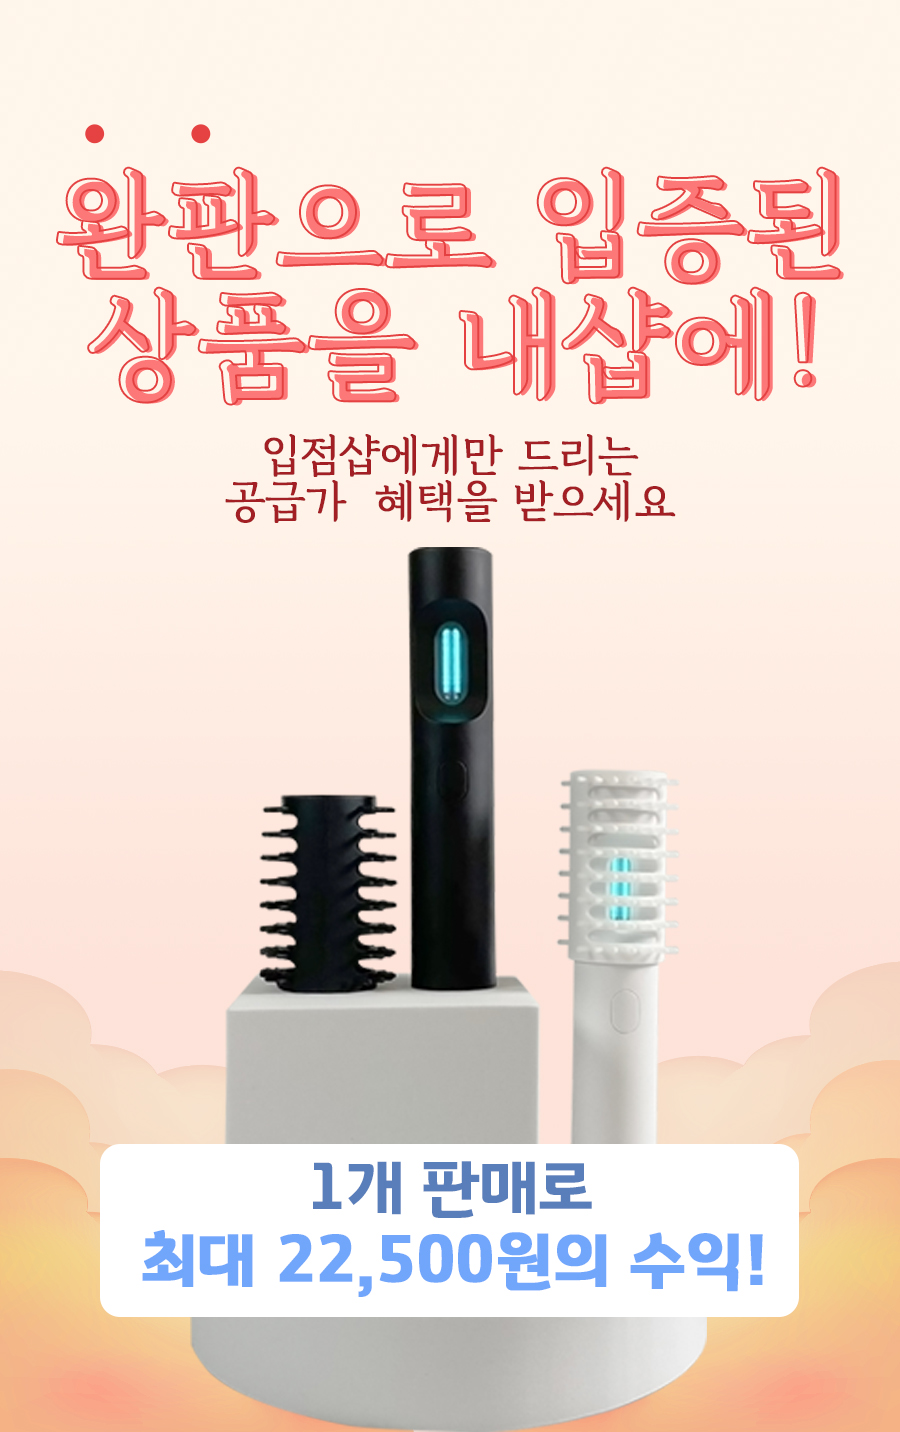 완판으로 입증된
상품을 내샵에!
입점샵에게만 드리는
공급가 혜택을 받으세요
1개 판매로
최대 22,500원의 수익!